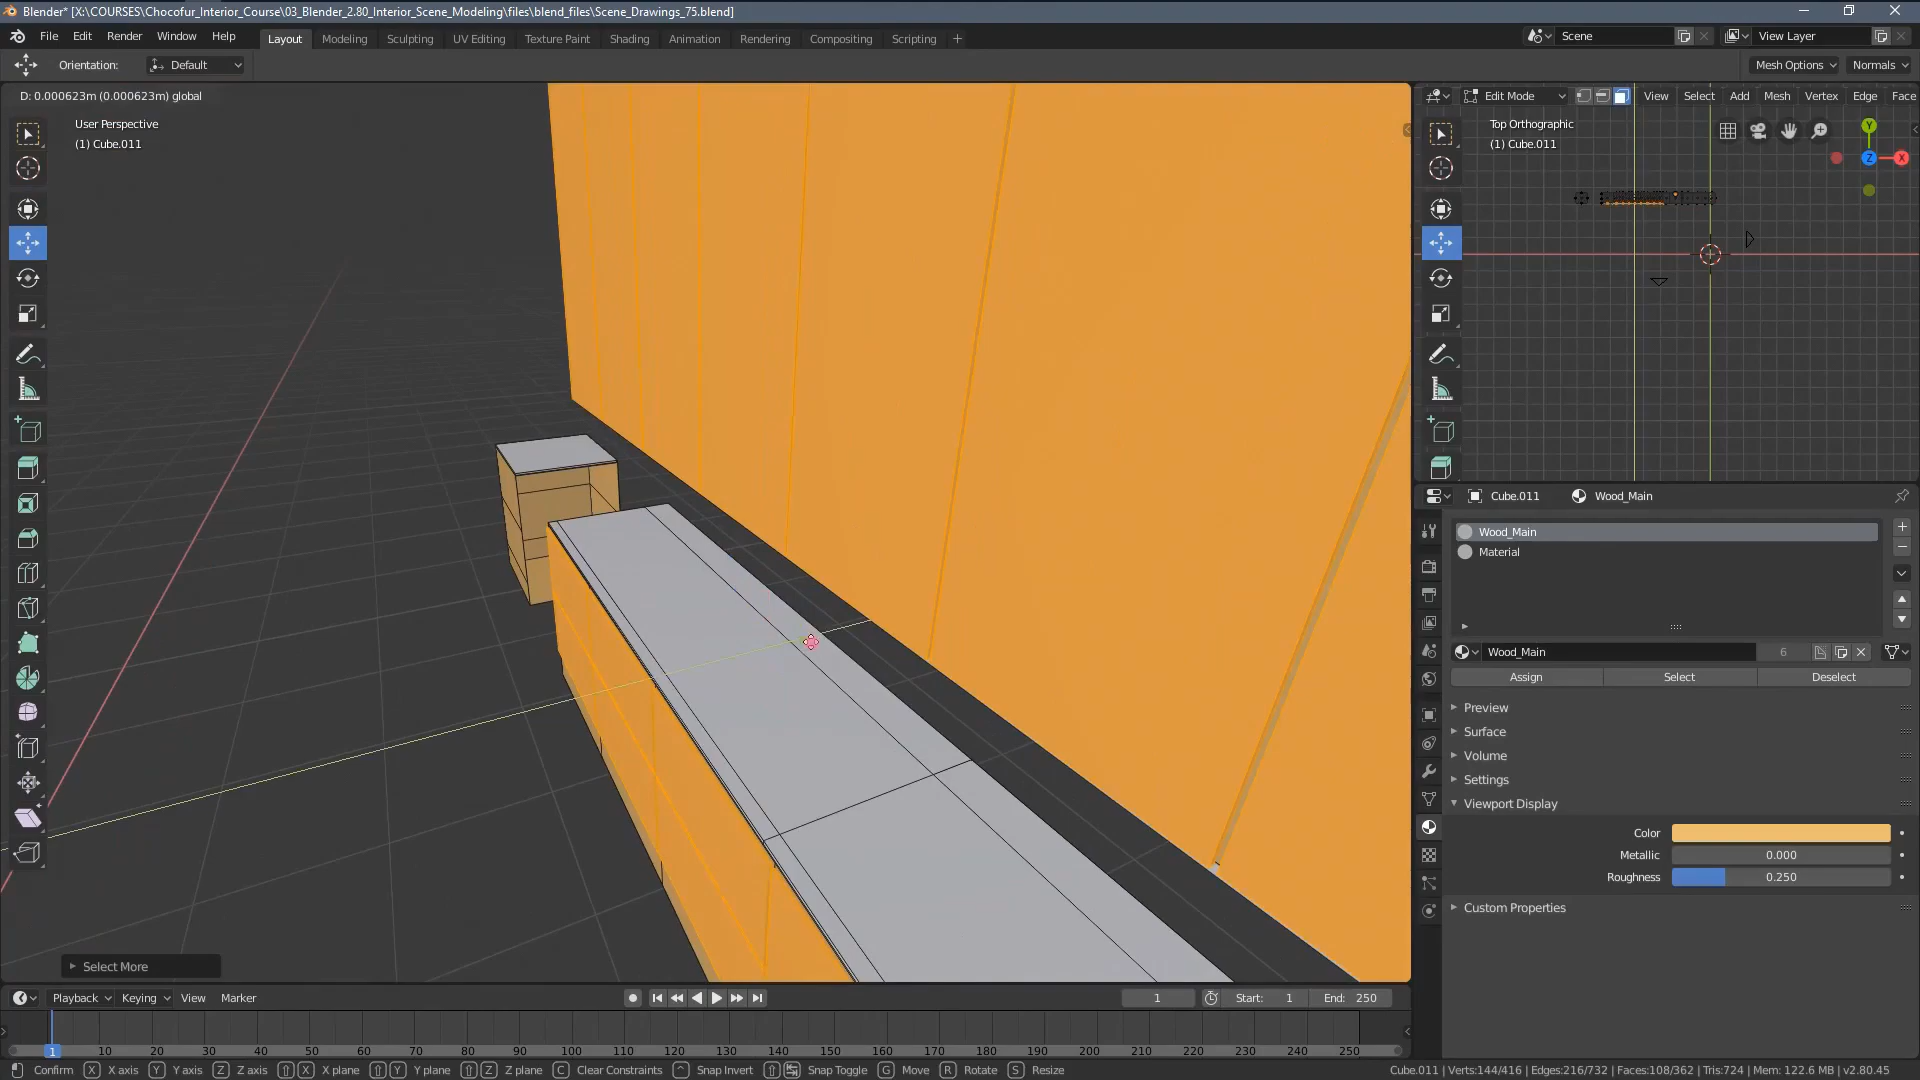 Blender* [X:\COURSES\Chocofur_Interior_Course\03_Blender_2.80_Interior_Scene_Modeling\files\blend_files\Scene_Drawings_75.blend]
File Edit Render Window Help Layout Modeling Sculpting UV Editing Texture Paint Shading Animation Rendering Compositing Scripting + Scene View Layer
Orientation: Default Mesh Options Normals
D: 0.000623m (0.000623m) global
User Perspective
(1) Cube.011
Edit Mode View Select Add Mesh Vertex Edge Face
Top Orthographic
(1) Cube.011
Y
Z X
Cube.011 Wood_Main
Wood_Main
Material
Wood_Main 6
Assign Select Deselect
Preview
Surface
Volume
Settings
Viewport Display
Color
Metallic 0.000
Roughness 0.250
Custom Properties
Select More
Playback Keying View Marker 1 Start: 1 End: 250
1 10 20 30 40 50 60 70 80 90 100 110 120 130 140 150 160 170 180 190 200 210 220 230 240 250
Confirm X X axis Y Y axis Z Z axis X X plane Y Y plane Z Z plane C Clear Constraints Snap Invert Snap Toggle G Move R Rotate S Resize Cube.011 | Verts:144/416 | Edges:216/732 | Faces:108/362 | Tris:724 | Mem: 122.6 MB | v2.80.45